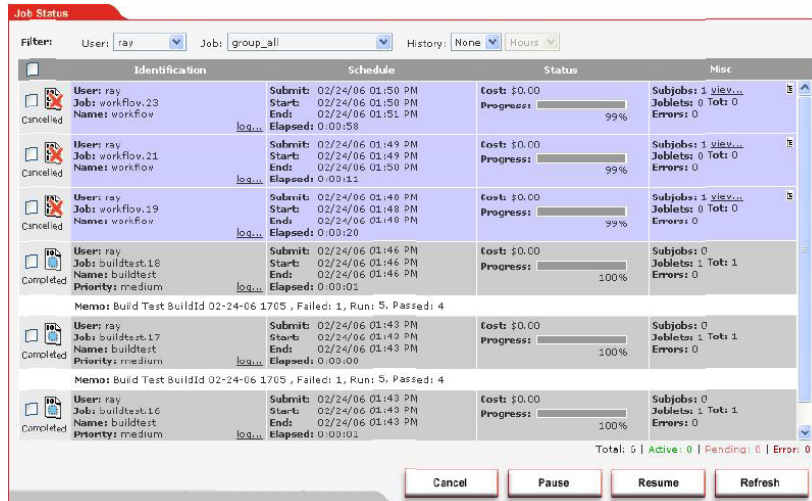 Job Status
Filter: User: ray Job: group_all History: None Hours
Identification Schedule Status Misc
User: ray Submit: 02/24/06 01:50 PM Cost: $0.00 Subjobs: 1 view...
Job: workflow.23 Start: 02/24/06 01:50 PM Progress: Joblets: 0 Tot: 0
Name: workflow End: 02/24/06 01:51 PM 99% Errors: 0
Cancelled log... Elapsed: 0:00:58
User: ray Submit: 02/24/06 01:49 PM Cost: $0.00 Subjobs: 1 view...
Job: workflow.21 Start: 02/24/06 01:49 PM Progress: Joblets: 0 Tot: 0
Name: workflow End: 02/24/06 01:50 PM 99% Errors: 0
Cancelled log... Elapsed: 0:00:11
User: ray Submit: 02/24/06 01:48 PM Cost: $0.00 Subjobs: 1 view...
Job: workflow.19 Start: 02/24/06 01:48 PM Progress: Joblets: 0 Tot: 0
Name: workflow End: 02/24/06 01:48 PM 99% Errors: 0
Cancelled log... Elapsed: 0:00:20
User: ray Submit: 02/24/06 01:46 PM Cost: $0.00 Subjobs: 0
Job: buildtest.18 Start: 02/24/06 01:46 PM Progress: Joblets: 1 Tot: 1
Name: buildtest End: 02/24/06 01:46 PM 100% Errors: 0
Completed Priority: medium log... Elapsed: 0:00:01
Memo: Build Test BuildId 02-24-06 1705 , Failed: 1, Run: 5, Passed: 4
User: ray Submit: 02/24/06 01:43 PM Cost: $0.00 Subjobs: 0
Job: buildtest.17 Start: 02/24/06 01:43 PM Progress: Joblets: 1 Tot: 1
Name: buildtest End: 02/24/06 01:43 PM 100% Errors: 0
Completed Priority: medium log... Elapsed: 0:00:00
Memo: Build Test BuildId 02-24-06 1705 , Failed: 1, Run: 5, Passed: 4
User: ray Submit: 02/24/06 01:43 PM Cost: $0.00 Subjobs: 0
Job: buildtest.16 Start: 02/24/06 01:43 PM Progress: Joblets: 1 Tot: 1
Name: buildtest End: 02/24/06 01:43 PM 100% Errors: 0
Completed Priority: medium log... Elapsed: 0:00:01
Total: 6 | Active: 0 | Pending: 0 | Error: 0
Cancel Pause Resume Refresh